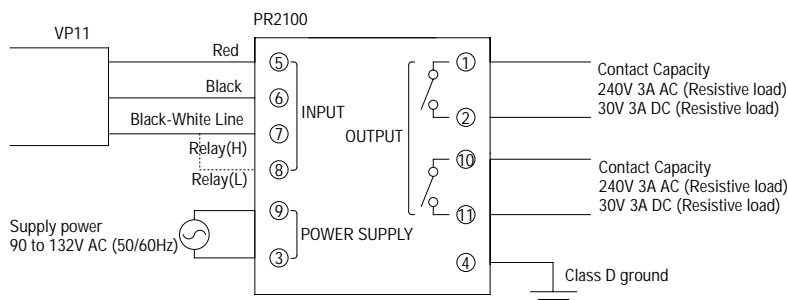 PR2100
VP11
Red
Black
Black-White Line
Relay(H)
Relay(L)
5
6
7
8
INPUT
Supply power
90 to 132V AC (50/60Hz)
9
3
POWER SUPPLY
OUTPUT
1
2
10
11
4
Contact Capacity
240V 3A AC (Resistive load)
30V 3A DC (Resistive load)
Contact Capacity
240V 3A AC (Resistive load)
30V 3A DC (Resistive load)
Class D ground